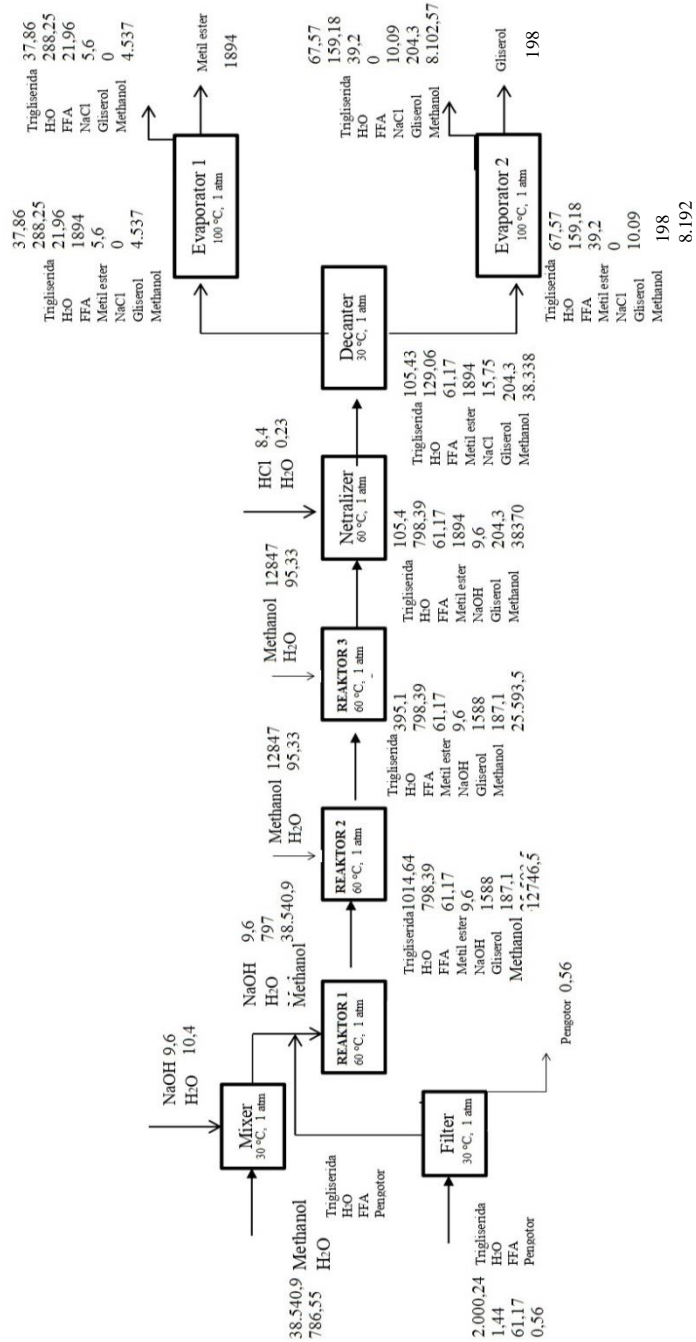 38.540,9 Methanol
786,55 H₂O
NaOH 9,6
H₂O 10,4
Mixer
30 °C, 1 atm
2.000,24 Trigliserida
1,44 H₂O
61,17 FFA
0,56 Pengotor
Filter
30 °C, 1 atm
Pengotor 0,56
Trigliserida
H₂O
FFA
Pengotor
NaOH 9,6
H₂O 797
Methanol 38.540,9
REAKTOR 1
60 °C, 1 atm
Trigliserida 1014,64
H₂O 798,39
FFA 61,17
Metil ester 9,6
NaOH 1588
Gliserol 187,1
Methanol 12746,5
Methanol 12847
H₂O 95,33
REAKTOR 2
60 °C, 1 atm
Trigliserida 395,1
H₂O 798,39
FFA 61,17
Metil ester 9,6
NaOH 1588
Gliserol 187,1
Methanol 25.593,5
Methanol 12847
H₂O 95,33
REAKTOR 3
60 °C, 1 atm
Trigliserida 105,4
H₂O 798,39
FFA 61,17
Metil ester 1894
NaOH 9,6
Gliserol 204,3
Methanol 38370
HCl 8,4
H₂O 0,23
Netralizer
60 °C, 1 atm
Trigliserida 105,43
H₂O 129,06
FFA 61,17
Metil ester 1894
NaCl 15,75
Gliserol 204,3
Methanol 38.338
Decanter
30 °C, 1 atm
Trigliserida 37,86
H₂O 288,25
FFA 21,96
Metil ester 1894
NaCl 5,6
Gliserol 0
Methanol 4.537
Evaporator 1
100 °C, 1 atm
Trigliserida 37,86
H₂O 288,25
FFA 21,96
NaCl 5,6
Gliserol 0
Methanol 4.537
Metil ester
1894
Trigliserida 67,57
H₂O 159,18
FFA 39,2
Metil ester 0
NaCl 10,09
Gliserol 198
Methanol 8.192
Evaporator 2
100 °C, 1 atm
Trigliserida 67,57
H₂O 159,18
FFA 39,2
0
NaCl 10,09
Gliserol 204,3
Methanol 8.102,57
Gliserol
198